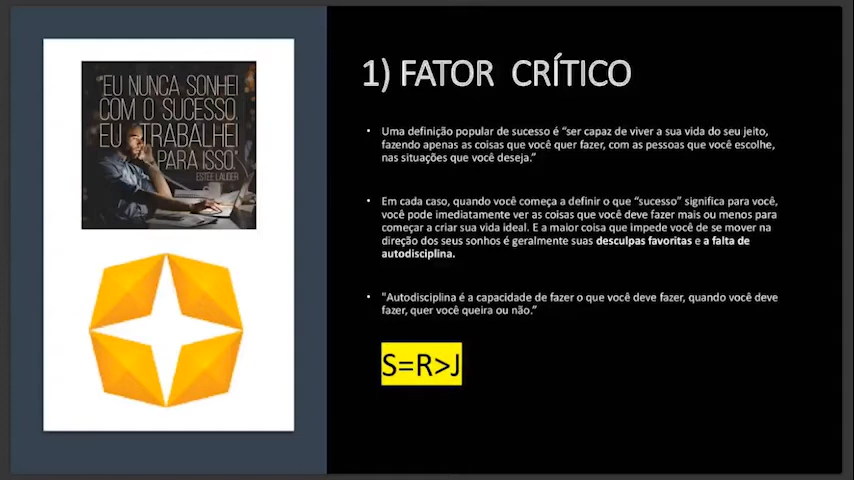 "EU NUNCA SONHEI
COM O SUCESSO.
EU TRABALHEI
PARA ISSO."
ESTÉE LAUDER
1) FATOR CRÍTICO
• Uma definição popular de sucesso é “ser capaz de viver a sua vida do seu jeito,
fazendo apenas as coisas que você quer fazer, com as pessoas que você escolhe,
nas situações que você deseja.”
• Em cada caso, quando você começa a definir o que “sucesso” significa para você,
você pode imediatamente ver as coisas que você deve fazer mais ou menos para
começar a criar sua vida ideal. E a maior coisa que impede você de se mover na
direção dos seus sonhos é geralmente suas desculpas favoritas e a falta de
autodisciplina.
• "Autodisciplina é a capacidade de fazer o que você deve fazer, quando você deve
fazer, quer você queira ou não.”
S=R>J